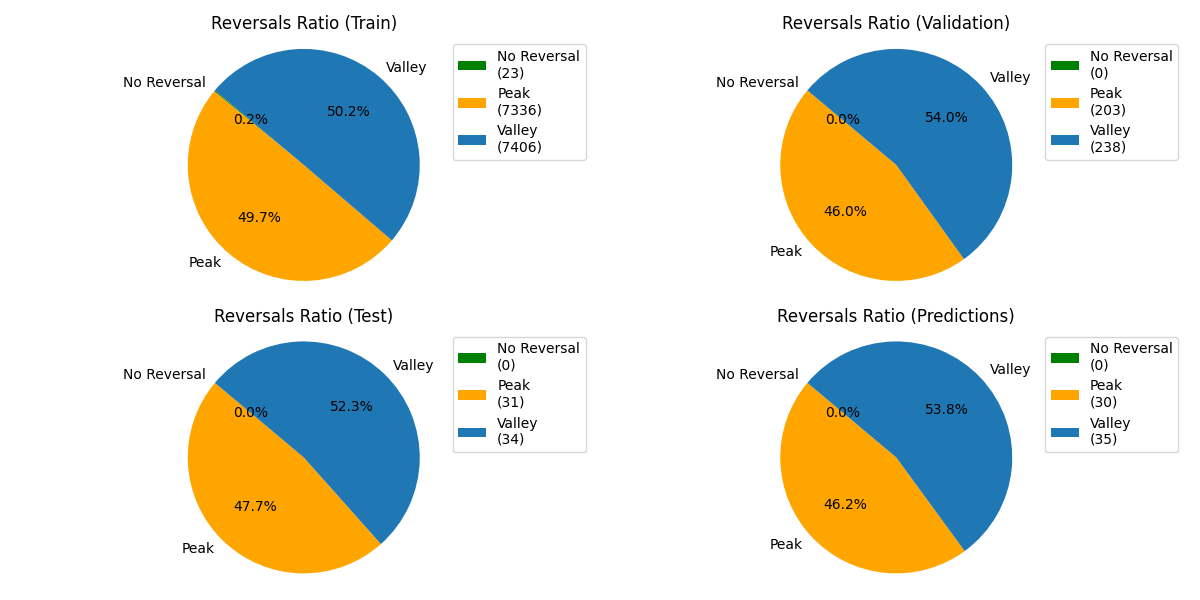 Reversals Ratio (Train)
No Reversal
Valley
0.2%
50.2%
49.7%
Peak
No Reversal
(23)
Peak
(7336)
Valley
(7406)
Reversals Ratio (Validation)
No Reversal
Valley
0.0%
54.0%
46.0%
Peak
No Reversal
(0)
Peak
(203)
Valley
(238)
Reversals Ratio (Test)
No Reversal
Valley
0.0%
52.3%
47.7%
Peak
No Reversal
(0)
Peak
(31)
Valley
(34)
Reversals Ratio (Predictions)
No Reversal
Valley
0.0%
53.8%
46.2%
Peak
No Reversal
(0)
Peak
(30)
Valley
(35)